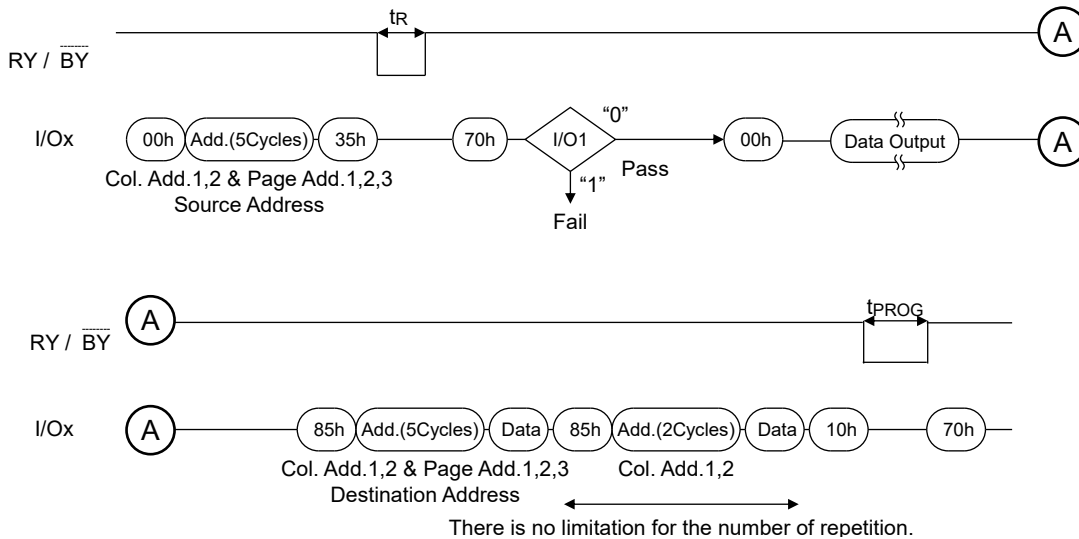 tR
A
RY / BY
I/Ox
00h
Add.(5Cycles)
35h
70h
I/O1
“0”
Pass
“1”
Fail
00h
Data Output
A
Col. Add.1,2 & Page Add.1,2,3
Source Address
A
tPROG
RY / BY
I/Ox
A
85h
Add.(5Cycles)
Data
85h
Add.(2Cycles)
Data
10h
70h
Col. Add.1,2 & Page Add.1,2,3
Destination Address
Col. Add.1,2
There is no limitation for the number of repetition.